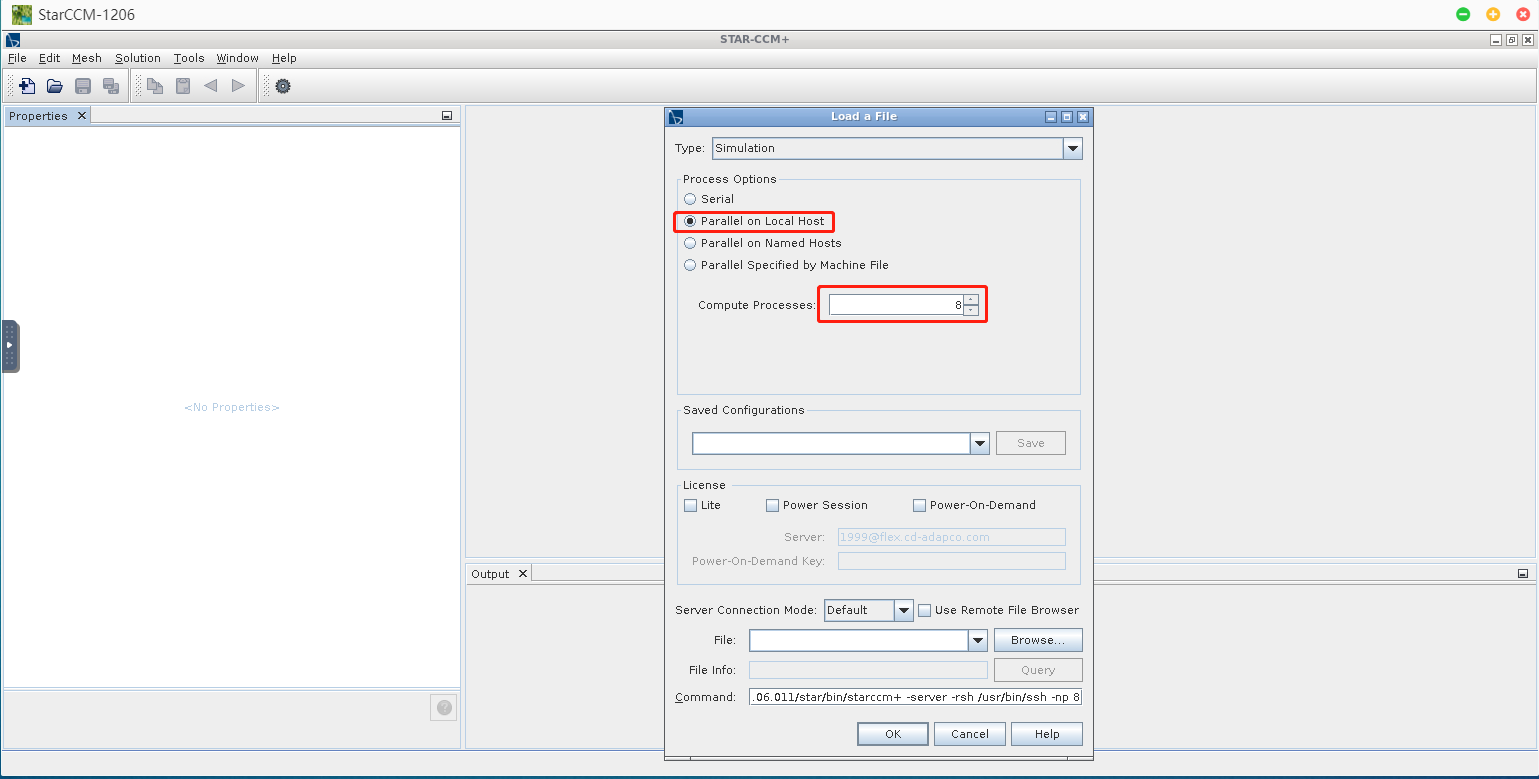 StarCCM-1206
STAR-CCM+
File Edit Mesh Solution Tools Window Help
Properties
<No Properties>
Load a File
Type: Simulation
Process Options
Serial
Parallel on Local Host
Parallel on Named Hosts
Parallel Specified by Machine File
Compute Processes: 8
Saved Configurations
Save
License
Lite Power Session Power-On-Demand
Server: 1999@flex.cd-adapco.com
Power-On-Demand Key:
Server Connection Mode: Default Use Remote File Browser
File: Browse...
File Info: Query
Command: .06.011/star/bin/starccm+ -server -rsh /usr/bin/ssh -np 8
OK Cancel Help
Output